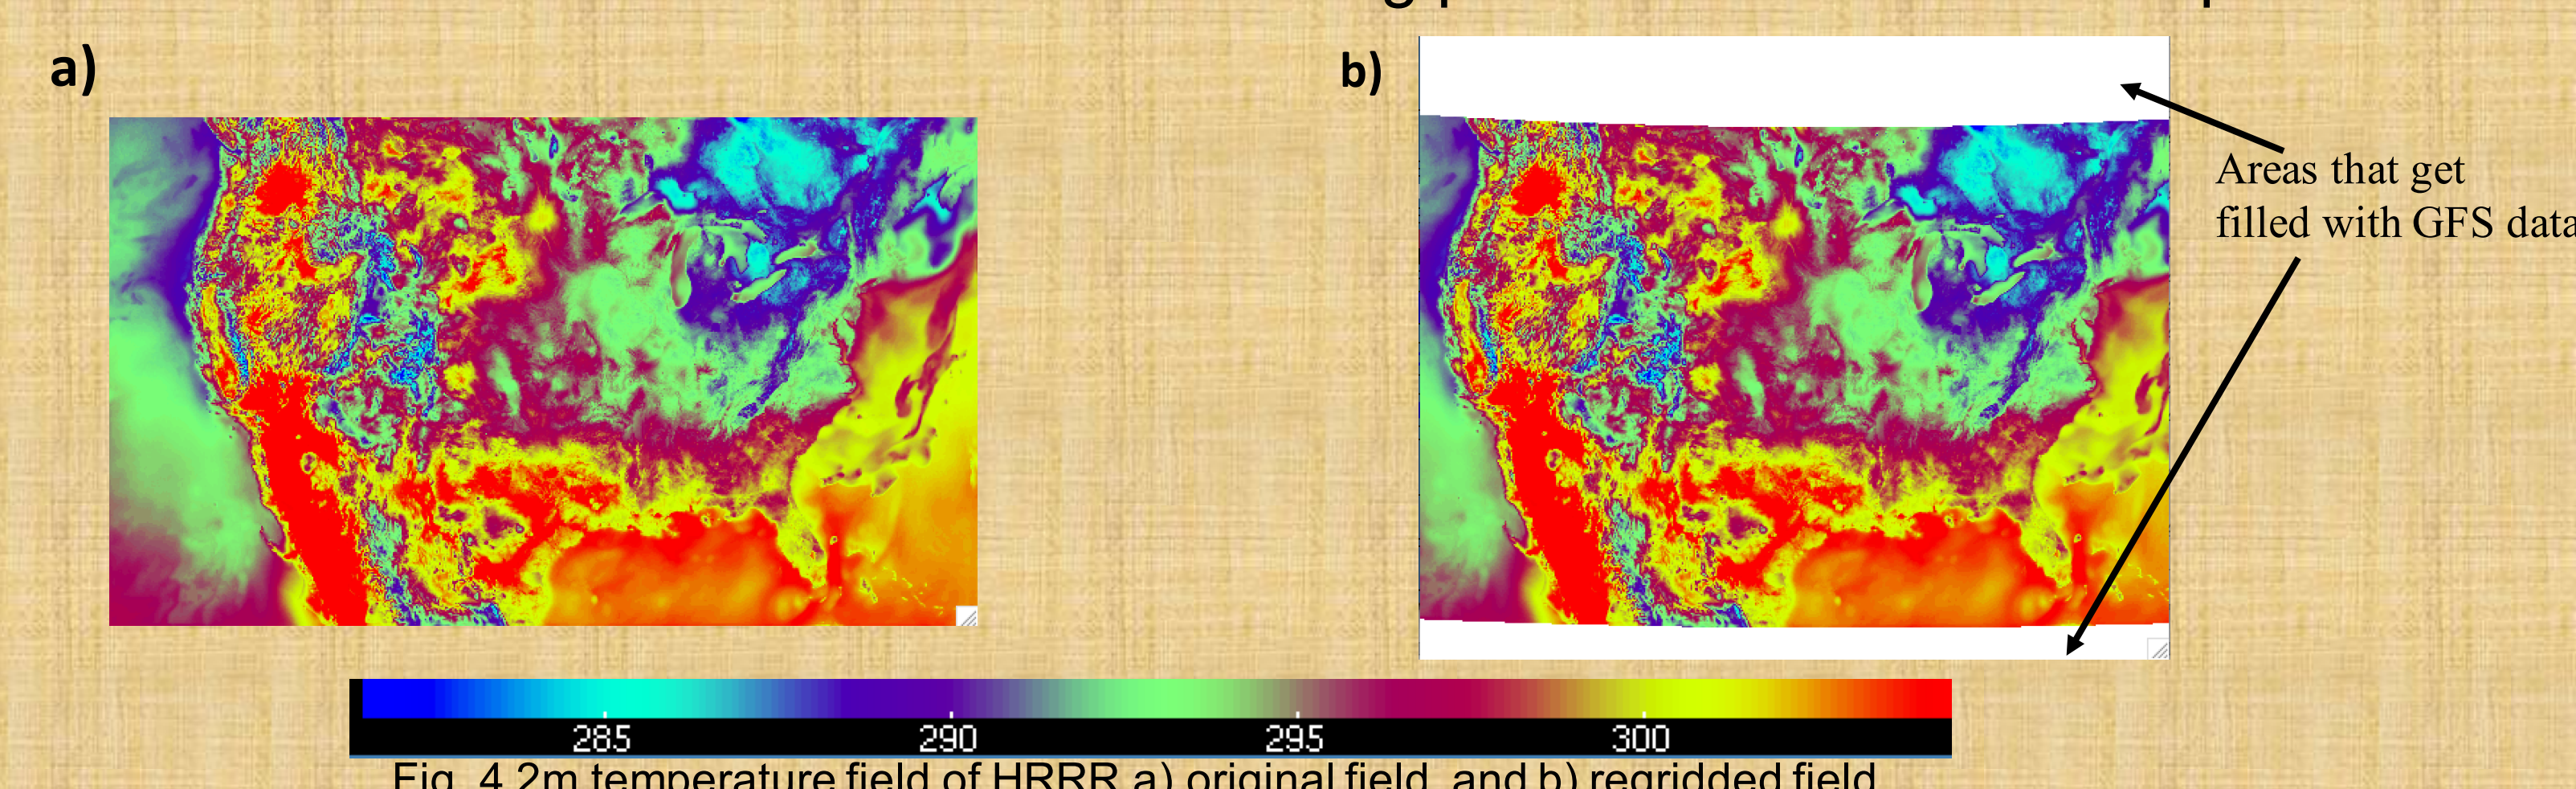 a)
b)
Areas that get
filled with GFS data
285 290 295 300
Fig. 4 2m temperature field of HRRR a) original field, and b) regridded field